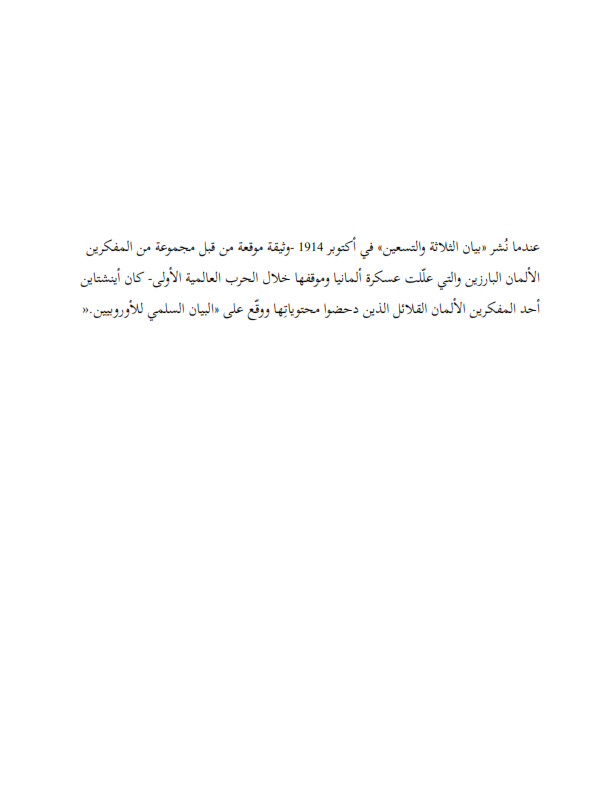 عندما نُشر «بيان الثلاثة والتسعين» في أكتوبر 1914 -وثيقة موقعة من قبل مجموعة من المفكرين
الألمان البارزين والتي علّلت عسكرة ألمانيا وموقفها خلال الحرب العالمية الأولى- كان أينشتاين
أحد المفكرين الألمان القلائل الذين دحضوا محتوياتِها ووقّع على «البيان السلمي للأوروبيين.«